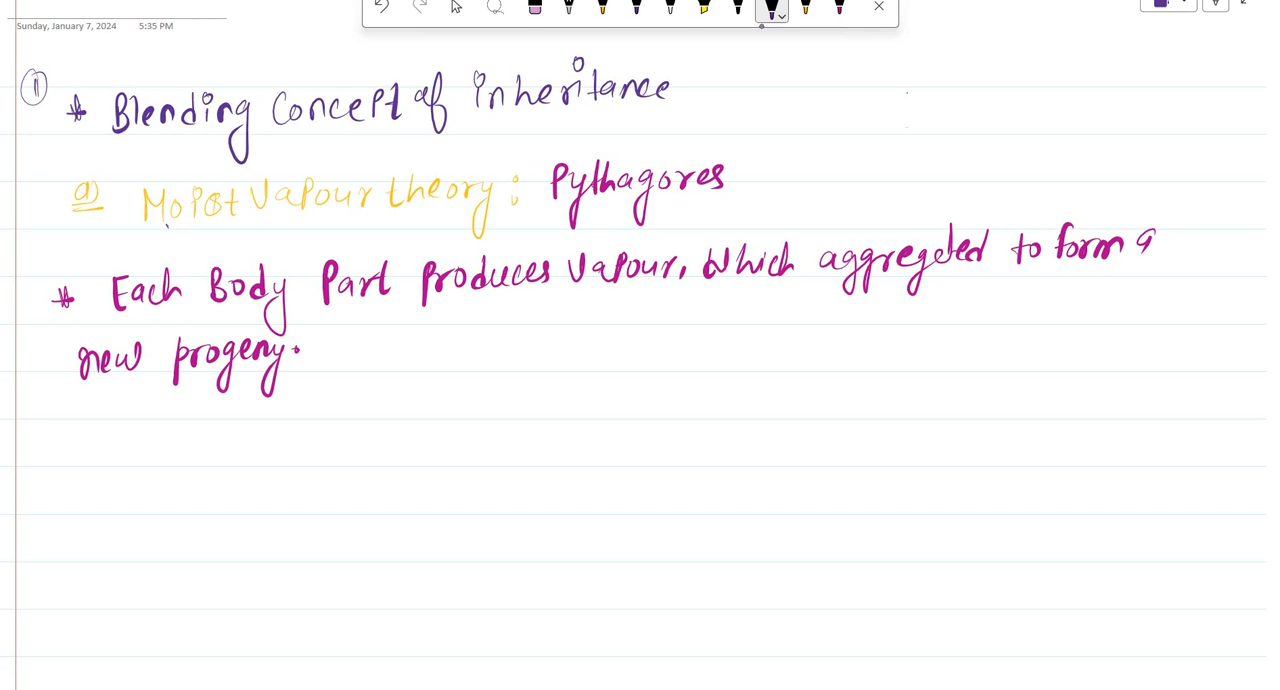 Sunday, January 7, 2024 5:35 PM
① * Blending Concept of inheritance
a) Moist Vapour theory : Pythagores
* Each Body Part Produces Vapour, Which aggregeted to form a
new progeny.